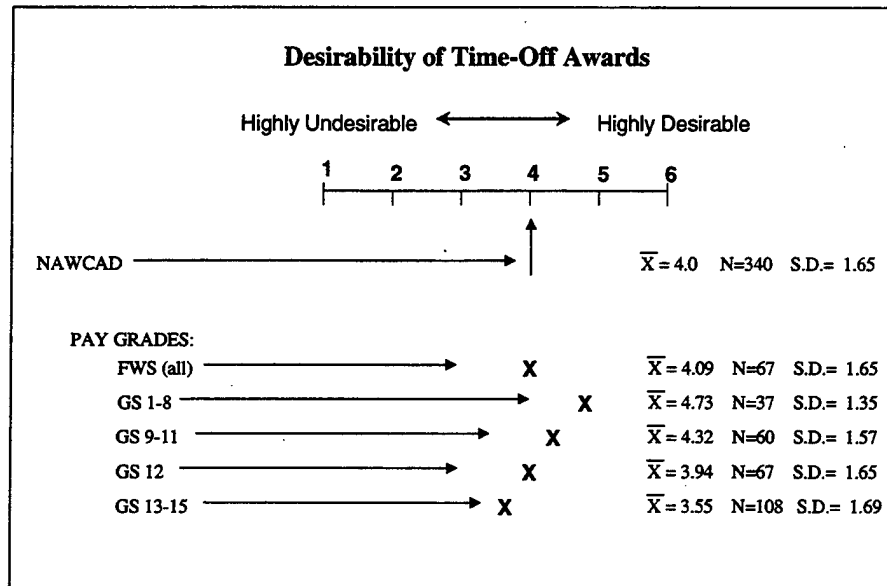 Desirability of Time-Off Awards
Highly Undesirable Highly Desirable
1 2 3 4 5 6
NAWCAD X̄ = 4.0 N=340 S.D.= 1.65
PAY GRADES:
FWS (all) X X̄ = 4.09 N=67 S.D.= 1.65
GS 1-8 X X̄ = 4.73 N=37 S.D.= 1.35
GS 9-11 X X̄ = 4.32 N=60 S.D.= 1.57
GS 12 X X̄ = 3.94 N=67 S.D.= 1.65
GS 13-15 X X̄ = 3.55 N=108 S.D.= 1.69